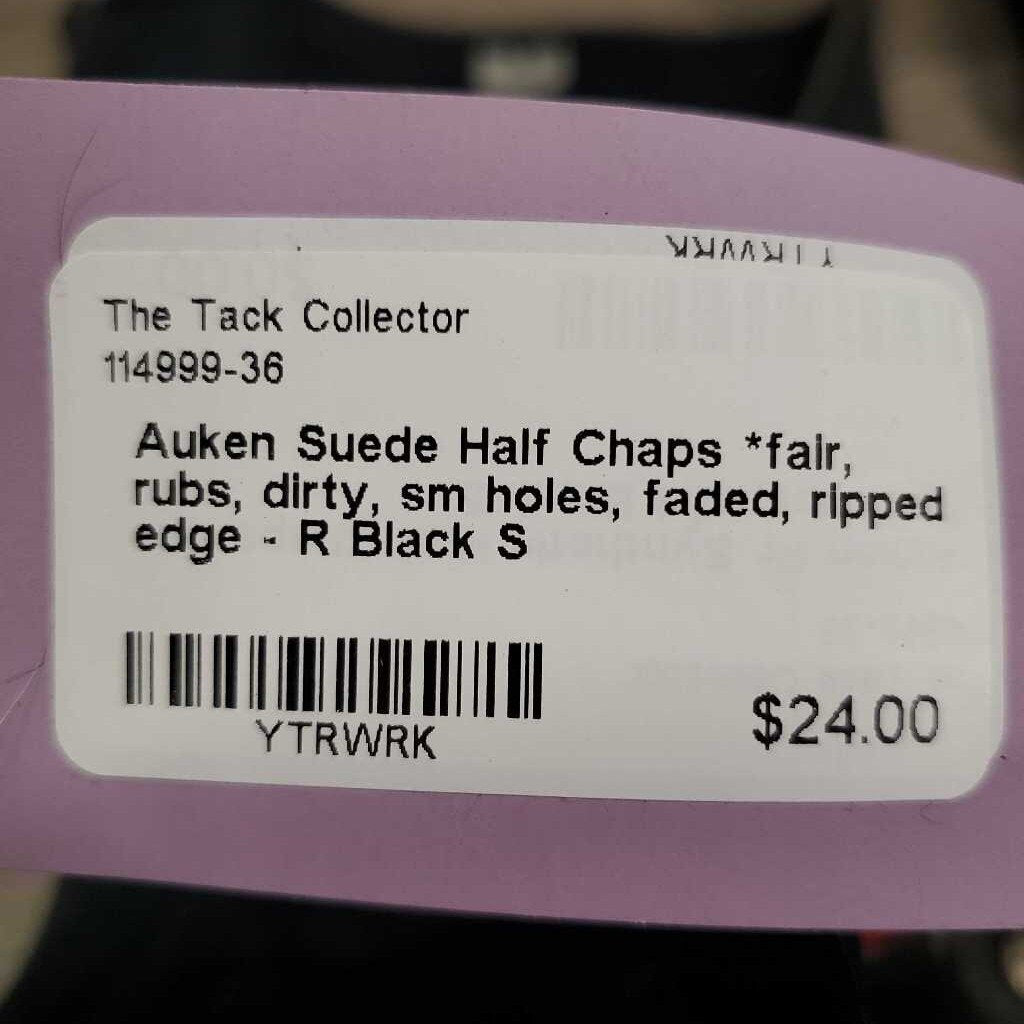 YTRWRK
The Tack Collector
114999-36
Auken Suede Half Chaps *fair,
rubs, dirty, sm holes, faded, ripped
edge - R Black S
YTRWRK
$24.00